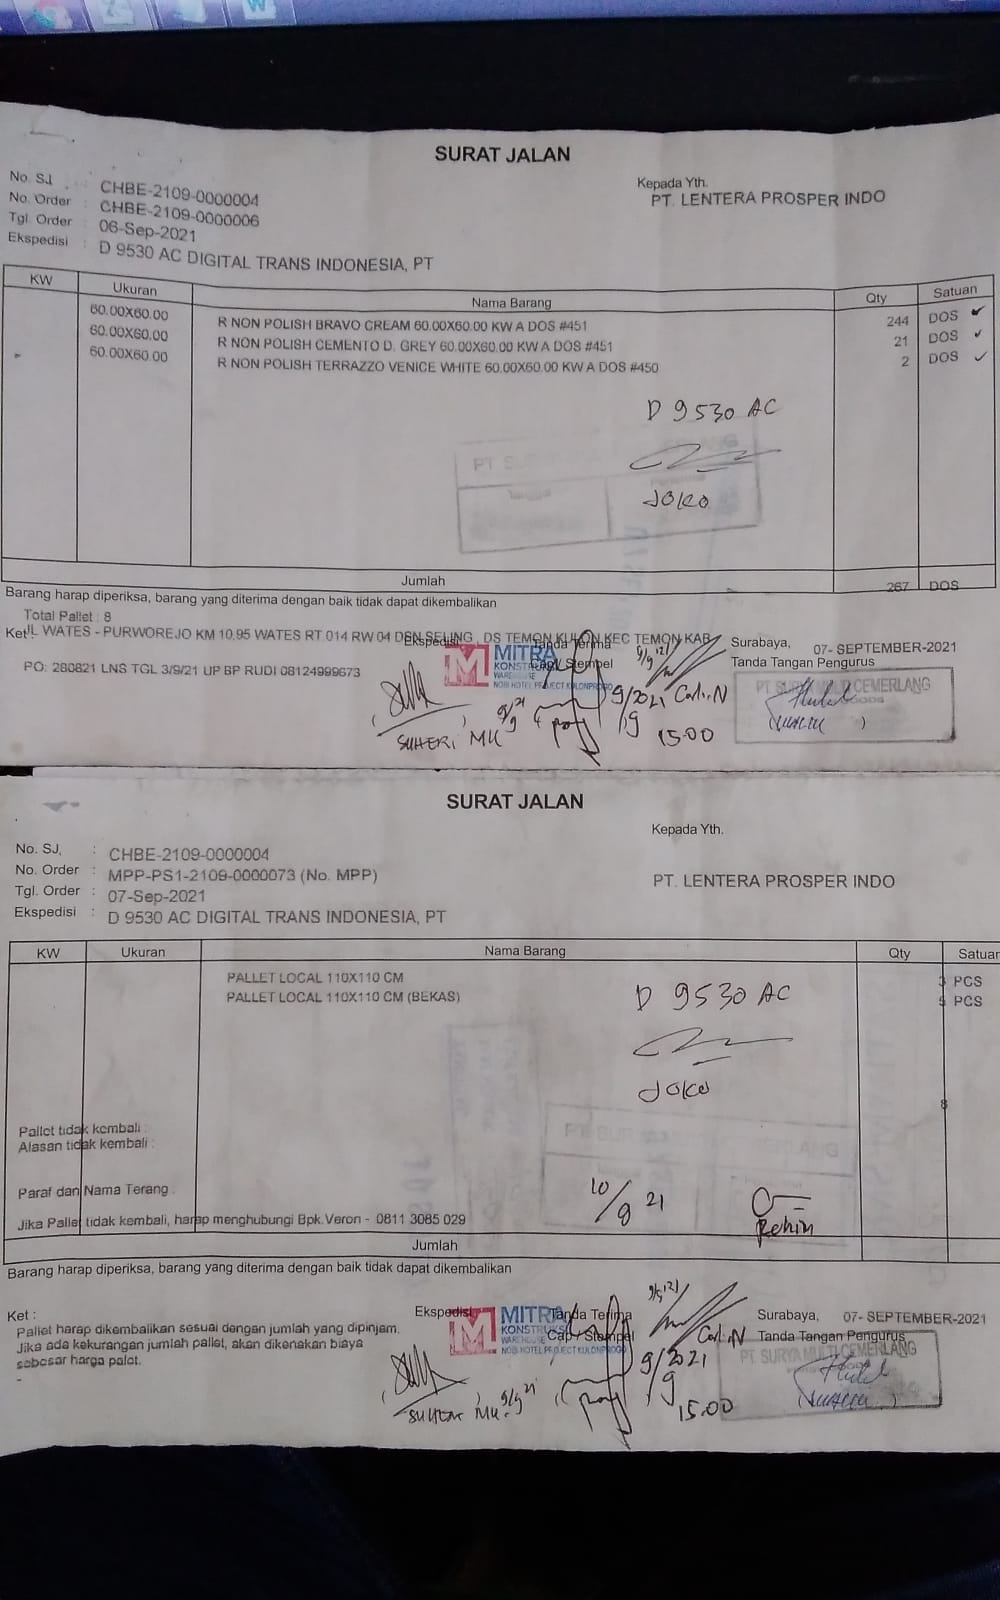 SURAT JALAN
No. SJ : CHBE-2109-0000004
No. Order : CHBE-2109-0000006
Tgl. Order : 06-Sep-2021
Ekspedisi : D 9530 AC DIGITAL TRANS INDONESIA, PT
Kepada Yth.
PT. LENTERA PROSPER INDO
KW Ukuran Nama Barang Qty Satuan
60.00X60.00 R NON POLISH BRAVO CREAM 60.00X60.00 KW A DOS #451 244 DOS
60.00X60.00 R NON POLISH CEMENTO D. GREY 60.00X60.00 KW A DOS #451 21 DOS
60.00X60.00 R NON POLISH TERRAZZO VENICE WHITE 60.00X60.00 KW A DOS #450 2 DOS
D 9530 AC
JOKO
Jumlah 267 DOS
Barang harap diperiksa, barang yang diterima dengan baik tidak dapat dikembalikan
Total Pallet : 8
Ket JL WATES - PURWOREJO KM 10,95 WATES RT 014 RW 04 DSN SELING , DS TEMON KULON KEC TEMON KAB
PO: 280821 LNS TGL 3/9/21 UP BP RUDI 08124999673
Ekspedisi
Tanda Terima
Cap / Stempel
MITRA
KONSTRUKSI
WAREHOUSE
NOBI HOTEL PROJECT KULONPROGO
SUHERI MK 9/9 21
9/9 '21
9/9/2021
15.00
Surabaya, 07- SEPTEMBER-2021
Tanda Tangan Pengurus
PT SURYA MULTI CEMERLANG
SURAT JALAN
No. SJ, : CHBE-2109-0000004
No. Order : MPP-PS1-2109-0000073 (No. MPP)
Tgl. Order : 07-Sep-2021
Ekspedisi : D 9530 AC DIGITAL TRANS INDONESIA, PT
Kepada Yth.
PT. LENTERA PROSPER INDO
KW Ukuran Nama Barang Qty Satuan
PALLET LOCAL 110X110 CM 3 PCS
PALLET LOCAL 110X110 CM (BEKAS) 5 PCS
D 9530 AC
JOKO
8
Pallet tidak kembali :
Alasan tidak kembali :
Paraf dan Nama Terang :
10/9 21
Jika Pallet tidak kembali, harap menghubungi Bpk.Veron - 0811 3085 029
Jumlah
Barang harap diperiksa, barang yang diterima dengan baik tidak dapat dikembalikan
Ket :
Pallet harap dikembalikan sesuai dengan jumlah yang dipinjam.
Jika ada kekurangan jumlah pallet, akan dikenakan biaya
sebesar harga palet.
Ekspedisi
Tanda Terima
Cap / Stempel
MITRA
KONSTRUKSI
WAREHOUSE
NOBI HOTEL PROJECT KULONPROGO
SUHERI MK. 9/9 21
9/9 '21
9/9/2021
15.00
Surabaya, 07- SEPTEMBER-2021
Tanda Tangan Pengurus
PT SURYA MULTI CEMERLANG